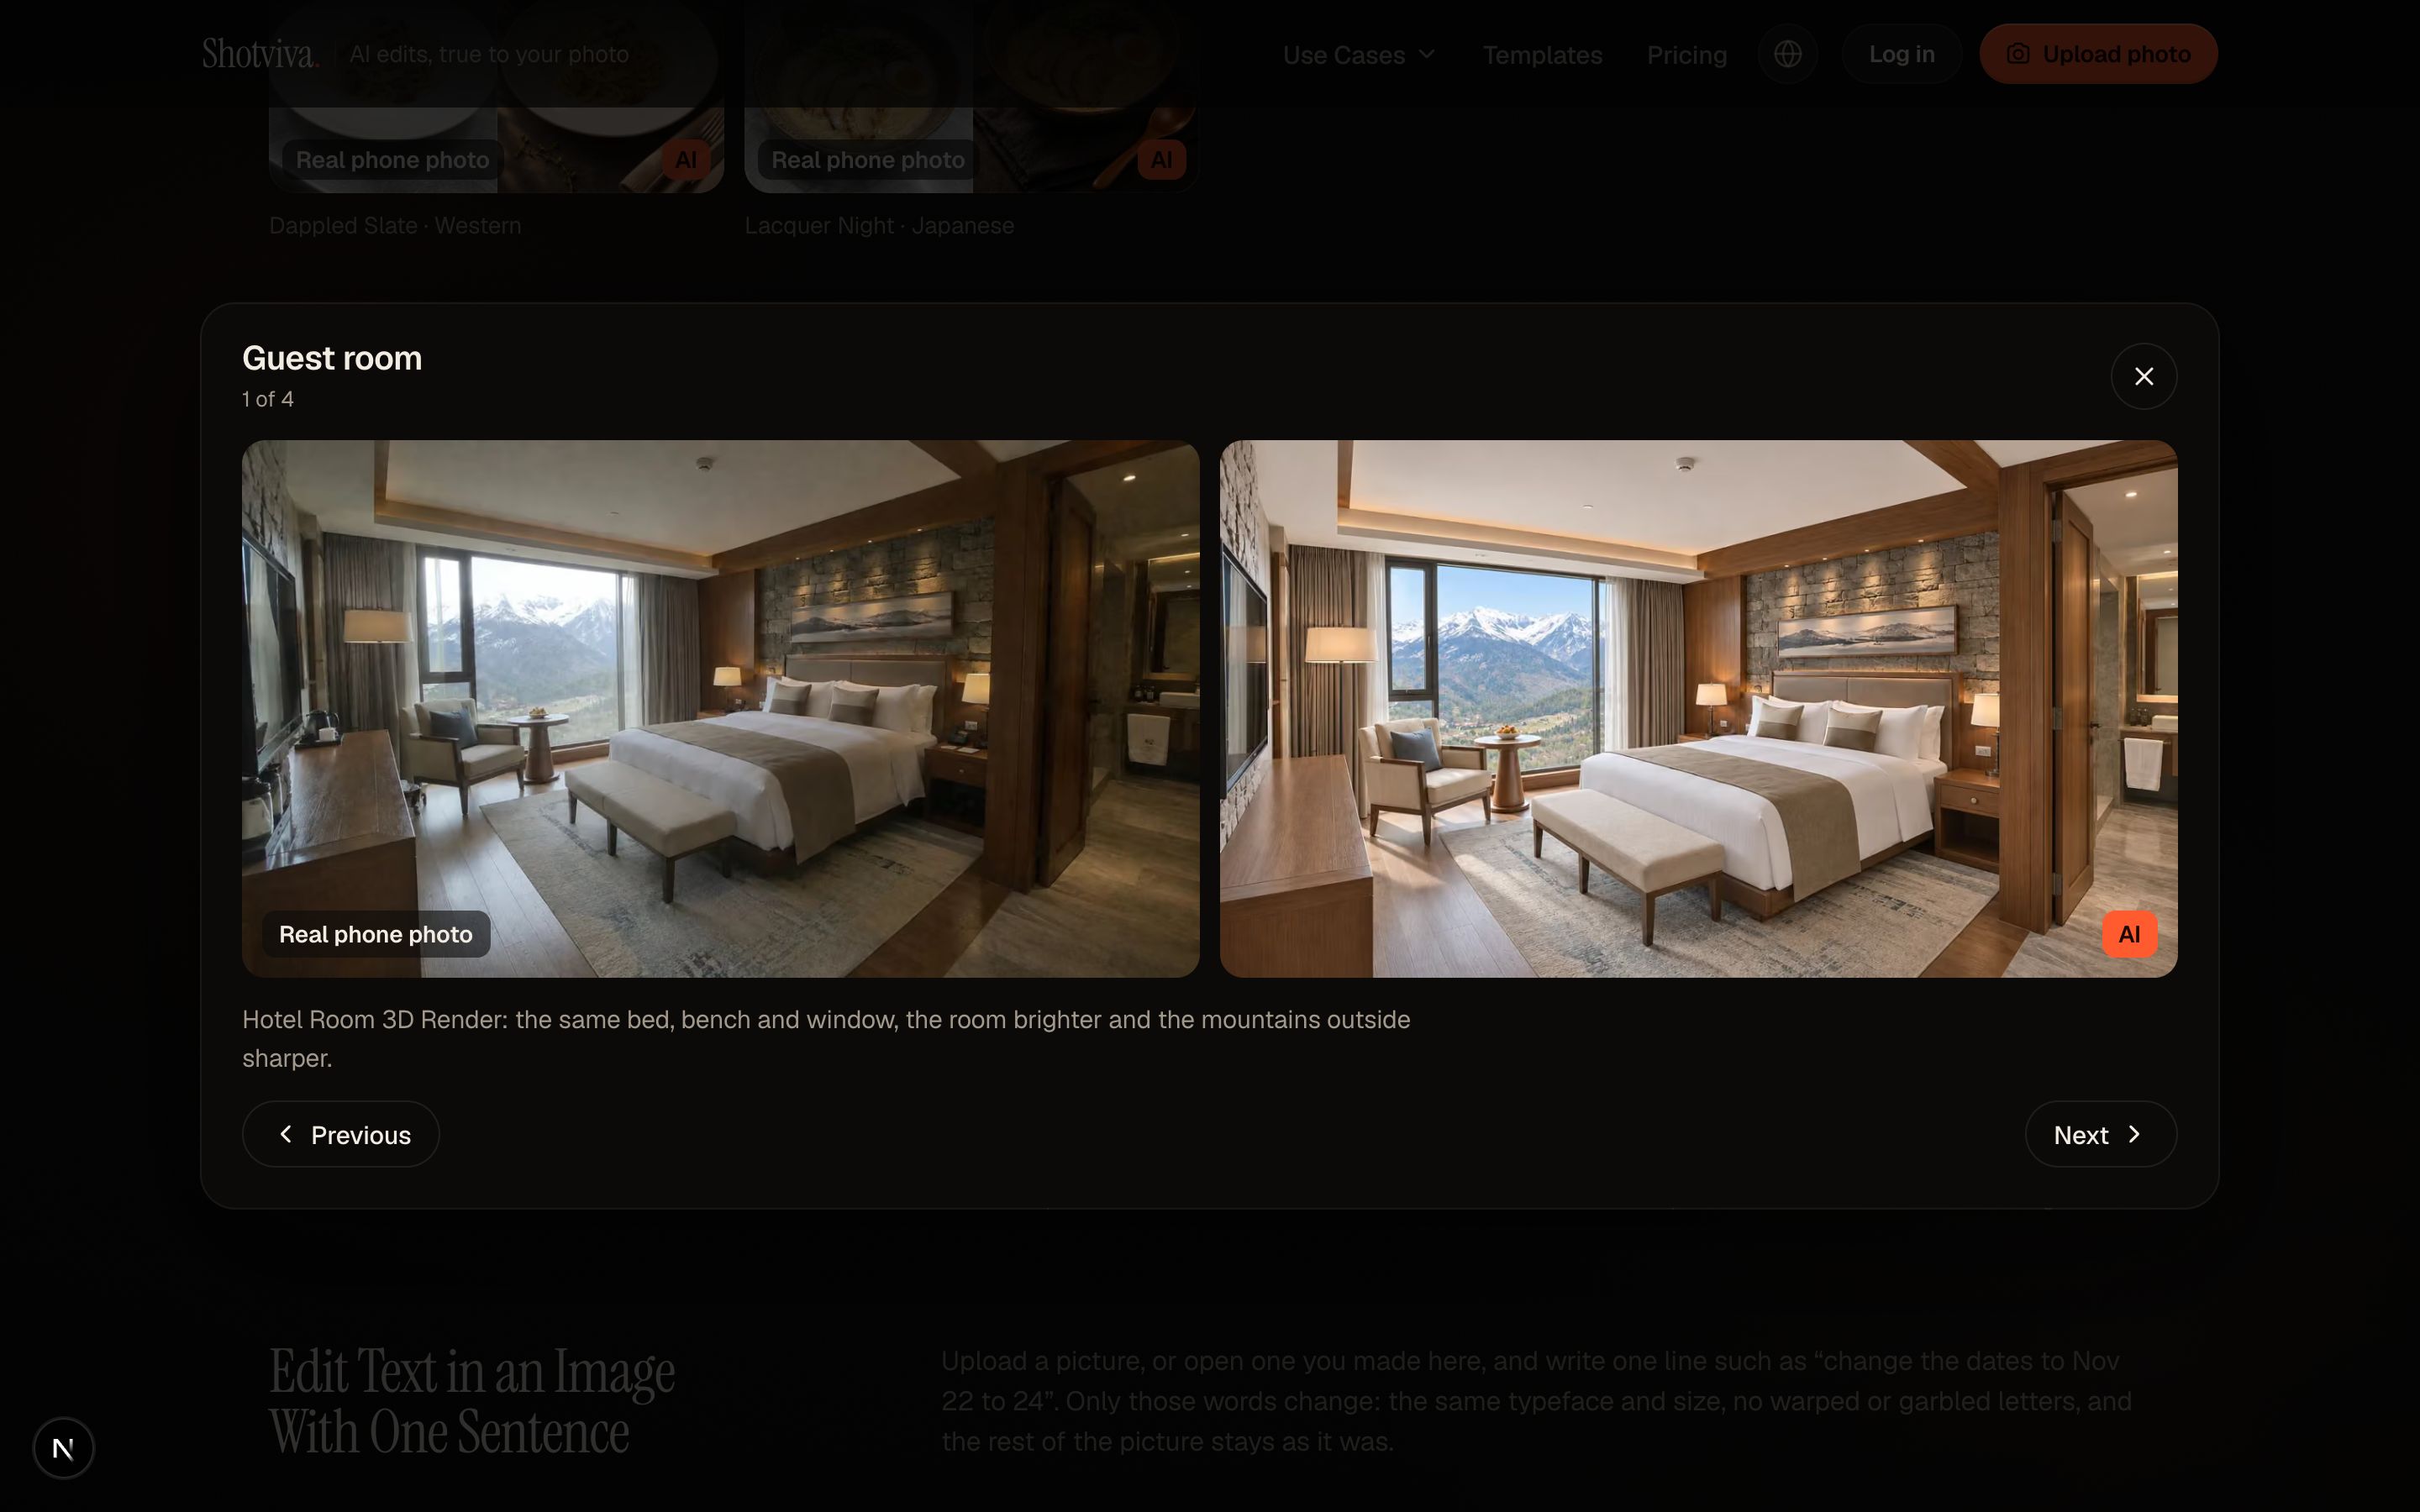 Shotviva.
AI edits, true to your photo
Use Cases
Templates
Pricing
Log in
Upload photo
Real phone photo
AI
Real phone photo
AI
Dappled Slate · Western
Lacquer Night · Japanese
Guest room
1 of 4
Real phone photo
AI
Hotel Room 3D Render: the same bed, bench and window, the room brighter and the mountains outside
sharper.
Previous
Next
Edit Text in an Image
With One Sentence
Upload a picture, or open one you made here, and write one line such as “change the dates to Nov
22 to 24”. Only those words change: the same typeface and size, no warped or garbled letters, and
the rest of the picture stays as it was.
N